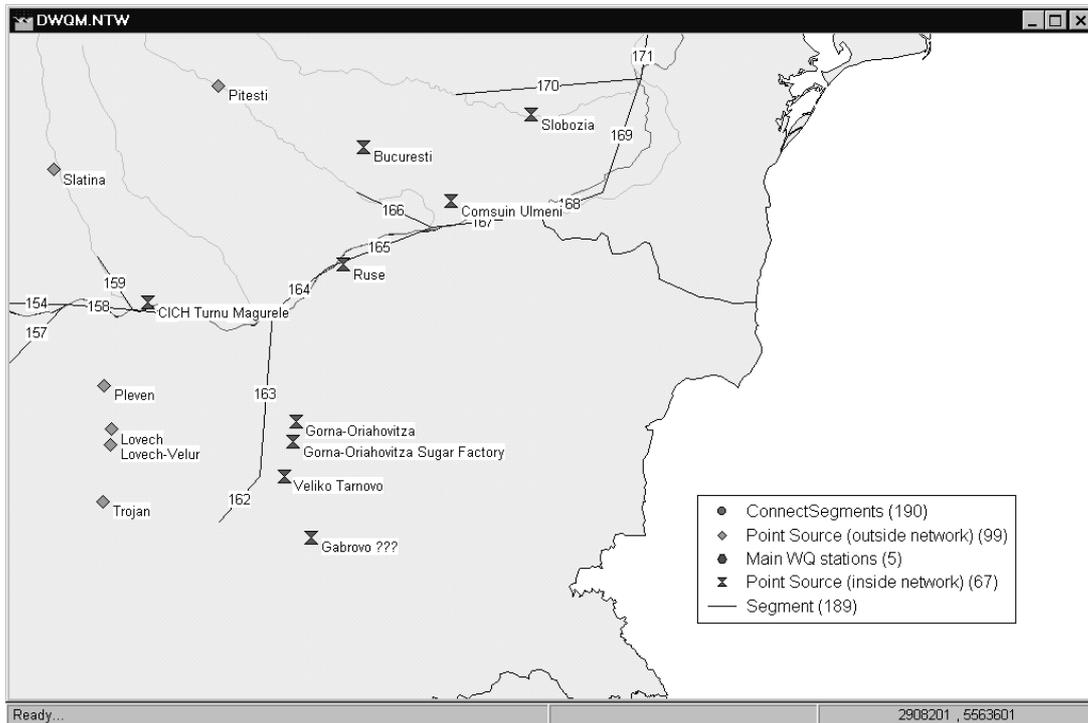 DWQM.NTW
171
170
Pitesti
Slobozia
169
Bucuresti
Slatina
166
168
Comsuin Ulmeni
167
165
Ruse
159
164
154
158
CICH Turnu Magurele
157
163
Pleven
Gorna-Oriahovitza
Lovech
Lovech-Velur
Gorna-Oriahovitza Sugar Factory
Veliko Tarnovo
162
Trojan
Gabrovo ???
ConnectSegments (190)
Point Source (outside network) (99)
Main WQ stations (5)
Point Source (inside network) (67)
Segment (189)
Ready...
2908201 , 5563601